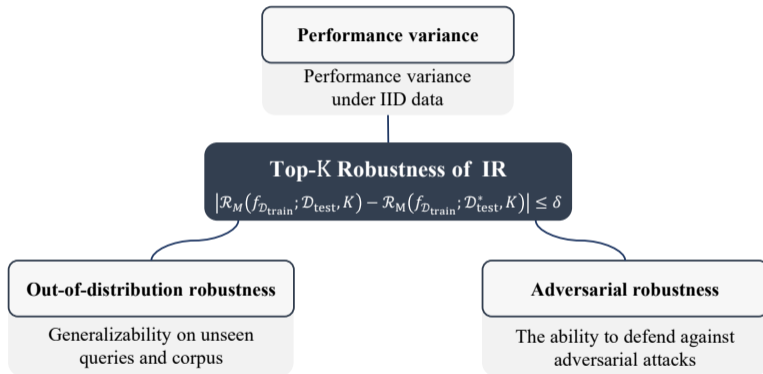 Performance variance
Performance variance
under IID data
Top-K Robustness of IR
|ℛ_M(f_{𝒟_train}; 𝒟_test, K) − ℛ_M(f_{𝒟_train}; 𝒟*_test, K)| ≤ δ
Out-of-distribution robustness
Generalizability on unseen
queries and corpus
Adversarial robustness
The ability to defend against
adversarial attacks